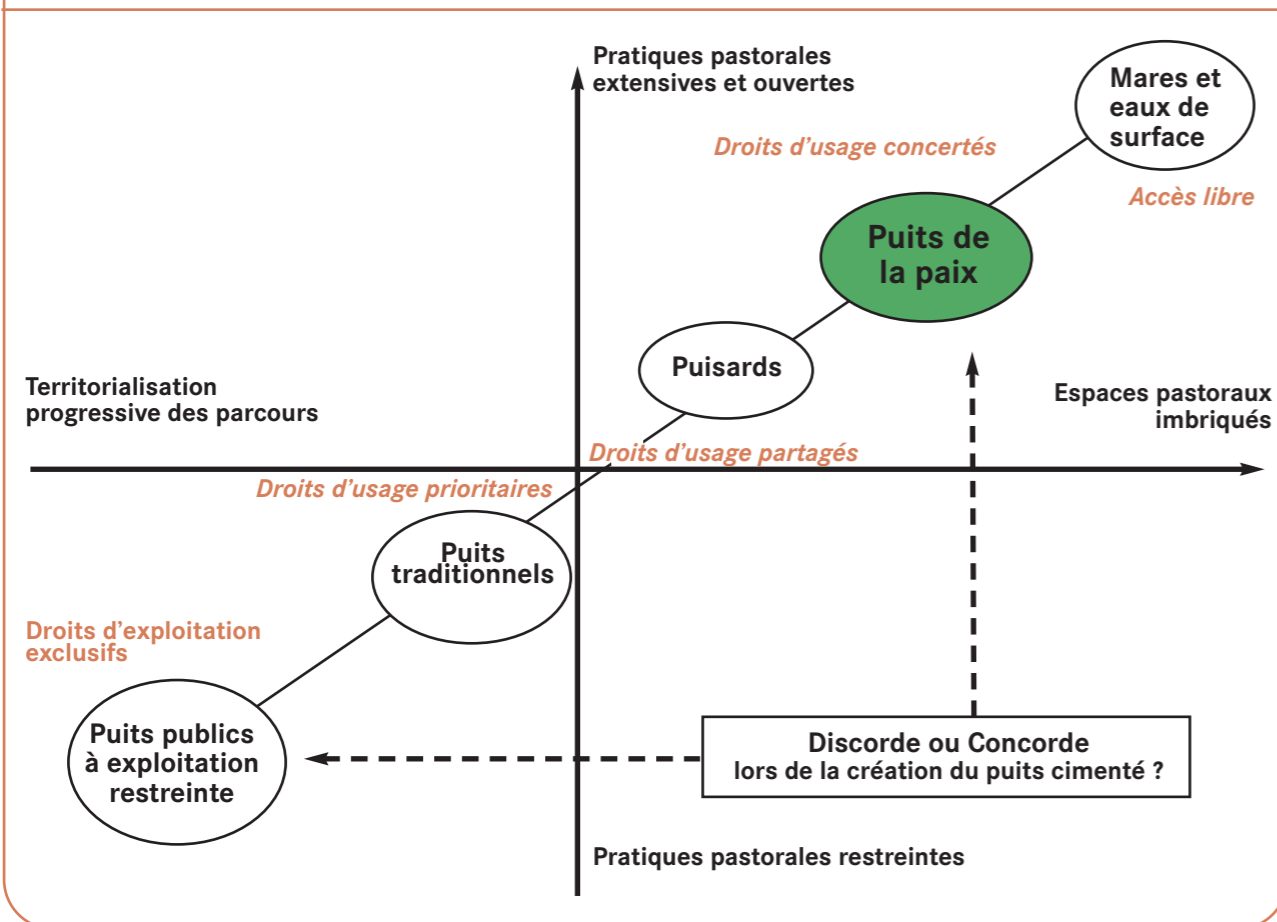 Pratiques pastorales
extensives et ouvertes
Mares et
eaux de
surface
Droits d'usage concertés
Accès libre
Puits de
la paix
Puisards
Territorialisation
progressive des parcours
Espaces pastoraux
imbriqués
Droits d'usage partagés
Droits d'usage prioritaires
Puits
traditionnels
Droits d'exploitation
exclusifs
Puits publics
à exploitation
restreinte
Discorde ou Concorde
lors de la création du puits cimenté ?
Pratiques pastorales restreintes